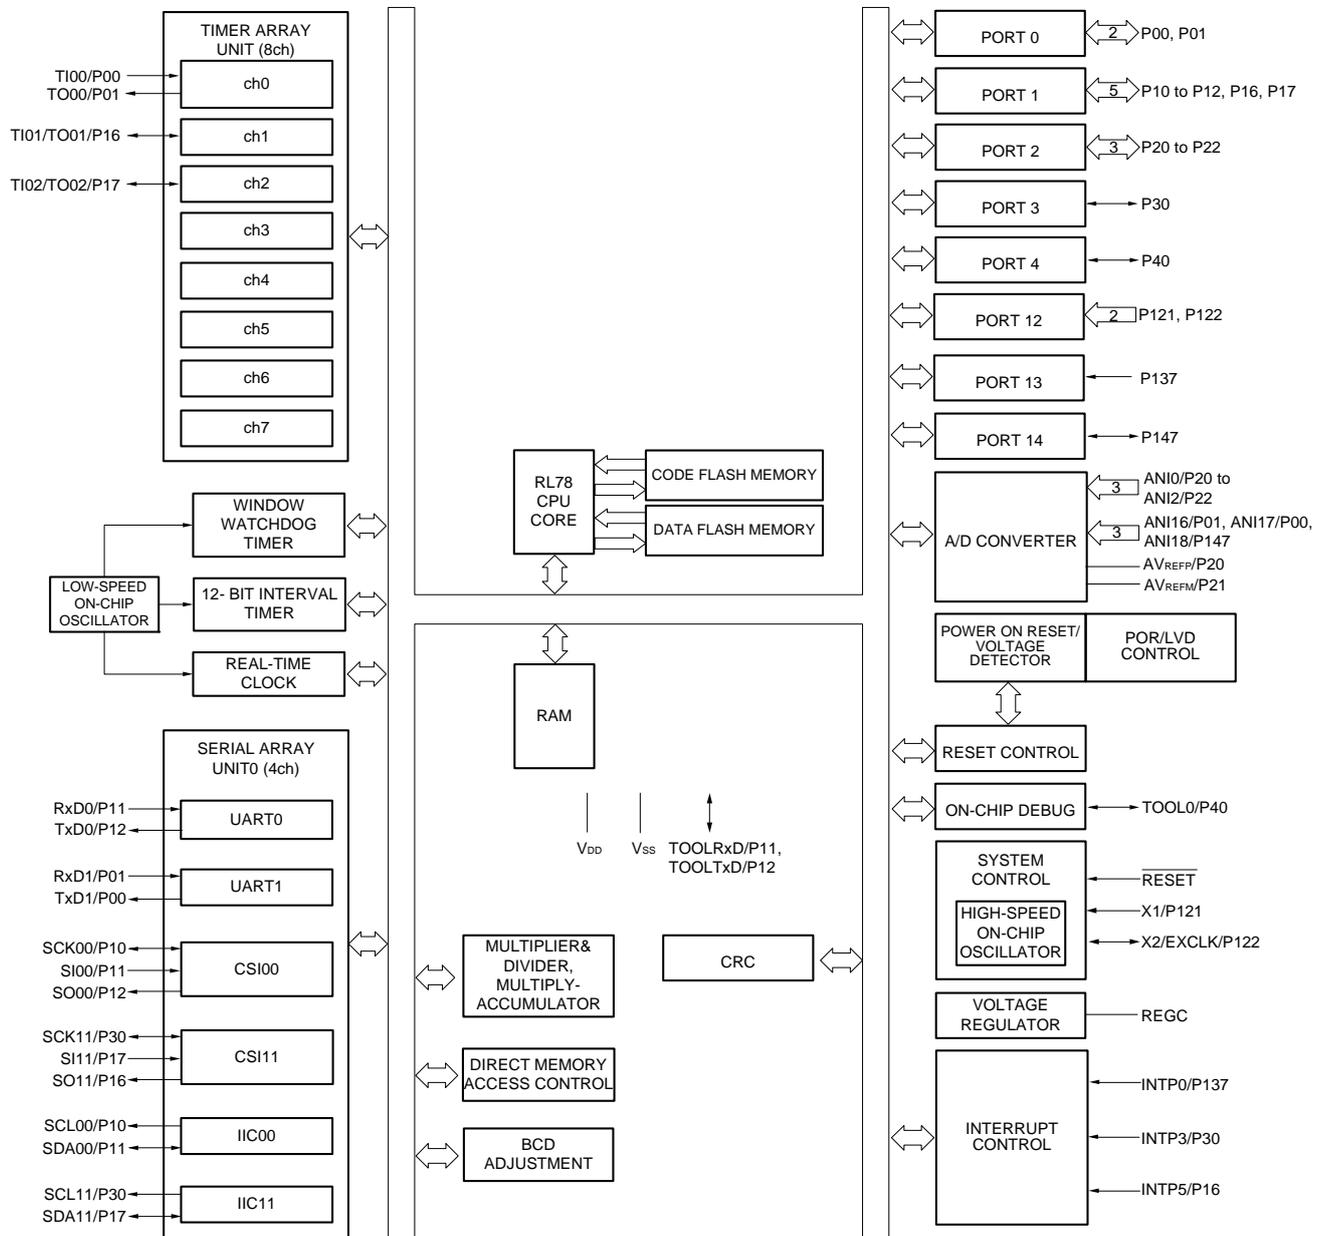 TIMER ARRAY
UNIT (8ch)
TI00/P00
TO00/P01
ch0
TI01/TO01/P16
ch1
TI02/TO02/P17
ch2
ch3
ch4
ch5
ch6
ch7
WINDOW
WATCHDOG
TIMER
LOW-SPEED
ON-CHIP
OSCILLATOR
12- BIT INTERVAL
TIMER
REAL-TIME
CLOCK
SERIAL ARRAY
UNIT0 (4ch)
RxD0/P11
TxD0/P12
UART0
RxD1/P01
TxD1/P00
UART1
SCK00/P10
SI00/P11
SO00/P12
CSI00
SCK11/P30
SI11/P17
SO11/P16
CSI11
SCL00/P10
SDA00/P11
IIC00
SCL11/P30
SDA11/P17
IIC11
RL78
CPU
CORE
CODE FLASH MEMORY
DATA FLASH MEMORY
RAM
VDD
VSS
TOOLRxD/P11,
TOOLTxD/P12
MULTIPLIER&
DIVIDER,
MULTIPLY-
ACCUMULATOR
CRC
DIRECT MEMORY
ACCESS CONTROL
BCD
ADJUSTMENT
PORT 0
2
P00, P01
PORT 1
5
P10 to P12, P16, P17
PORT 2
3
P20 to P22
PORT 3
P30
PORT 4
P40
PORT 12
2
P121, P122
PORT 13
P137
PORT 14
P147
A/D CONVERTER
3
ANI0/P20 to
ANI2/P22
3
ANI16/P01, ANI17/P00,
ANI18/P147
AVREFP/P20
AVREFM/P21
POWER ON RESET/
VOLTAGE
DETECTOR
POR/LVD
CONTROL
RESET CONTROL
ON-CHIP DEBUG
TOOL0/P40
SYSTEM
CONTROL
HIGH-SPEED
ON-CHIP
OSCILLATOR
RESET
X1/P121
X2/EXCLK/P122
VOLTAGE
REGULATOR
REGC
INTERRUPT
CONTROL
INTP0/P137
INTP3/P30
INTP5/P16